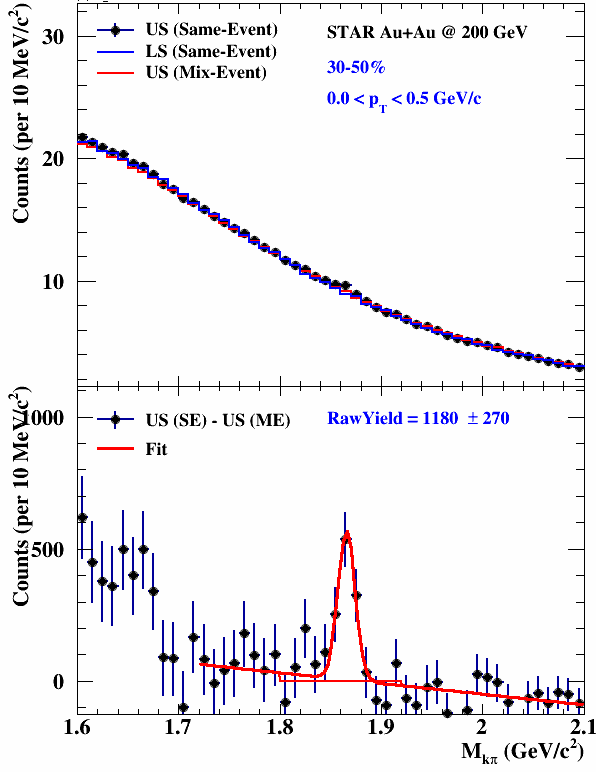 US (Same-Event)
LS (Same-Event)
US (Mix-Event)
STAR Au+Au @ 200 GeV
30-50%
0.0 < p_T < 0.5 GeV/c
Counts (per 10 MeV/c²)
30
20
10
US (SE) - US (ME)
Fit
RawYield = 1180 ± 270
Counts (per 10 MeV/c²)
1000
500
0
1.6 1.7 1.8 1.9 2 2.1
M_kπ (GeV/c²)